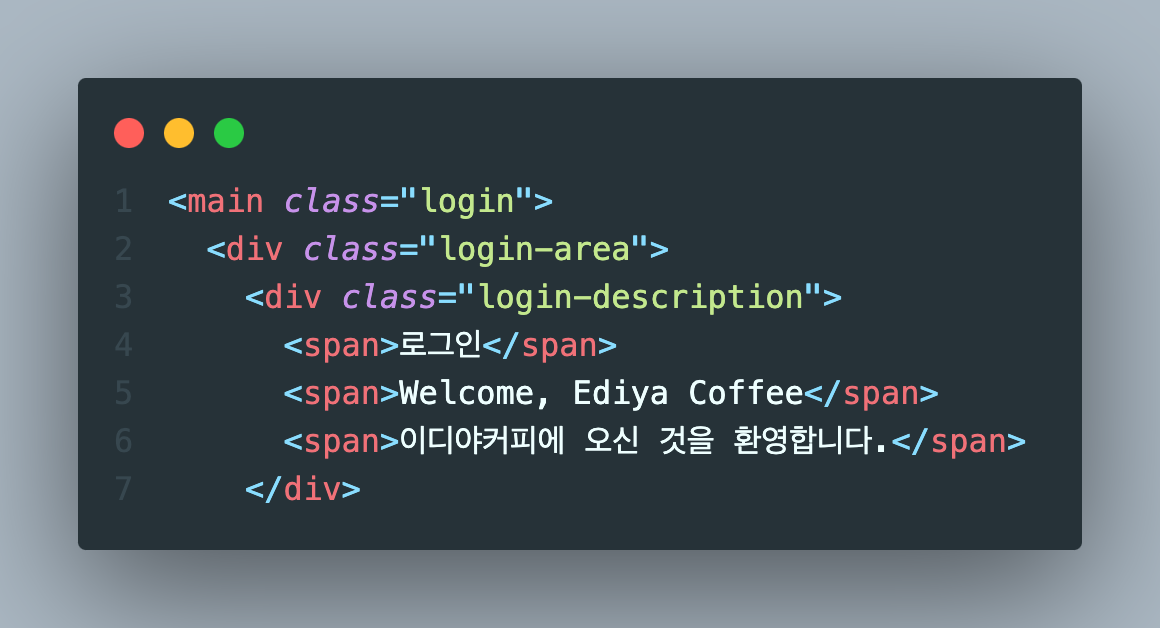 1 <main class="login">
2   <div class="login-area">
3     <div class="login-description">
4       <span>로그인</span>
5       <span>Welcome, Ediya Coffee</span>
6       <span>이디야커피에 오신 것을 환영합니다.</span>
7     </div>